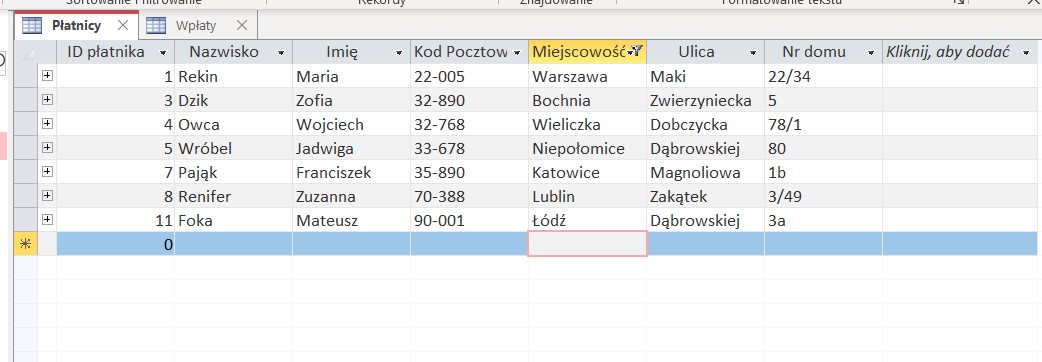 Sortowanie i filtrowanie Rekordy Znajdowanie Formatowanie tekstu
Płatnicy Wpłaty
ID płatnika Nazwisko Imię Kod Pocztow Miejscowość Ulica Nr domu Kliknij, aby dodać
1 Rekin Maria 22-005 Warszawa Maki 22/34
3 Dzik Zofia 32-890 Bochnia Zwierzyniecka 5
4 Owca Wojciech 32-768 Wieliczka Dobczycka 78/1
5 Wróbel Jadwiga 33-678 Niepołomice Dąbrowskiej 80
7 Pająk Franciszek 35-890 Katowice Magnoliowa 1b
8 Renifer Zuzanna 70-388 Lublin Zakątek 3/49
11 Foka Mateusz 90-001 Łódź Dąbrowskiej 3a
0